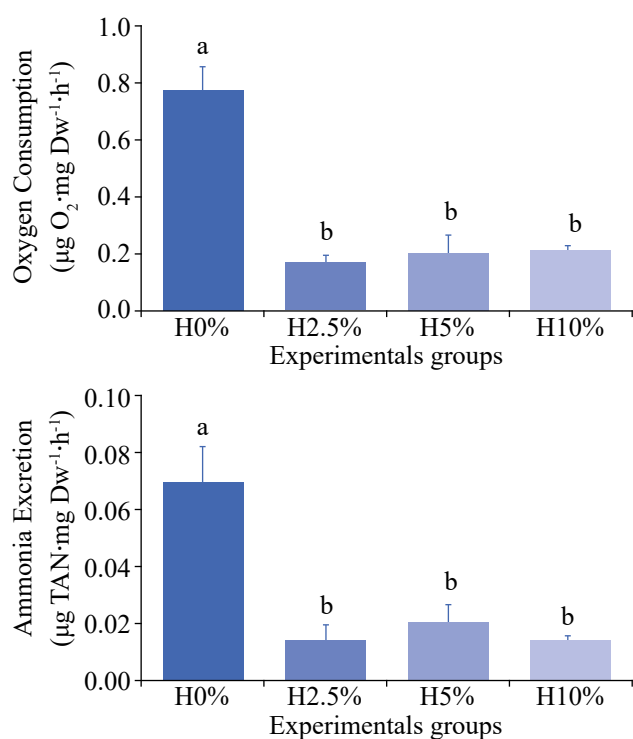 Oxygen Consumption
(μg O₂·mg Dw⁻¹·h⁻¹)
1.0
0.8
0.6
0.4
0.2
0.0
a
b
b
b
H0%
H2.5%
H5%
H10%
Experimentals groups
Ammonia Excretion
(μg TAN·mg Dw⁻¹·h⁻¹)
0.10
0.08
0.06
0.04
0.02
0.00
a
b
b
b
H0%
H2.5%
H5%
H10%
Experimentals groups